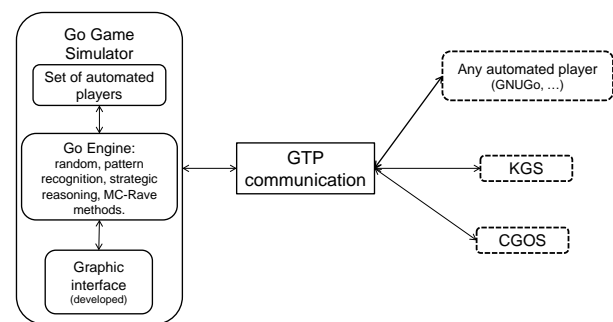 Go Game
Simulator
Set of automated
players
Go Engine:
random, pattern
recognition, strategic
reasoning, MC-Rave
methods.
Graphic
interface
(developed)
GTP
communication
Any automated player
(GNUGo, …)
KGS
CGOS